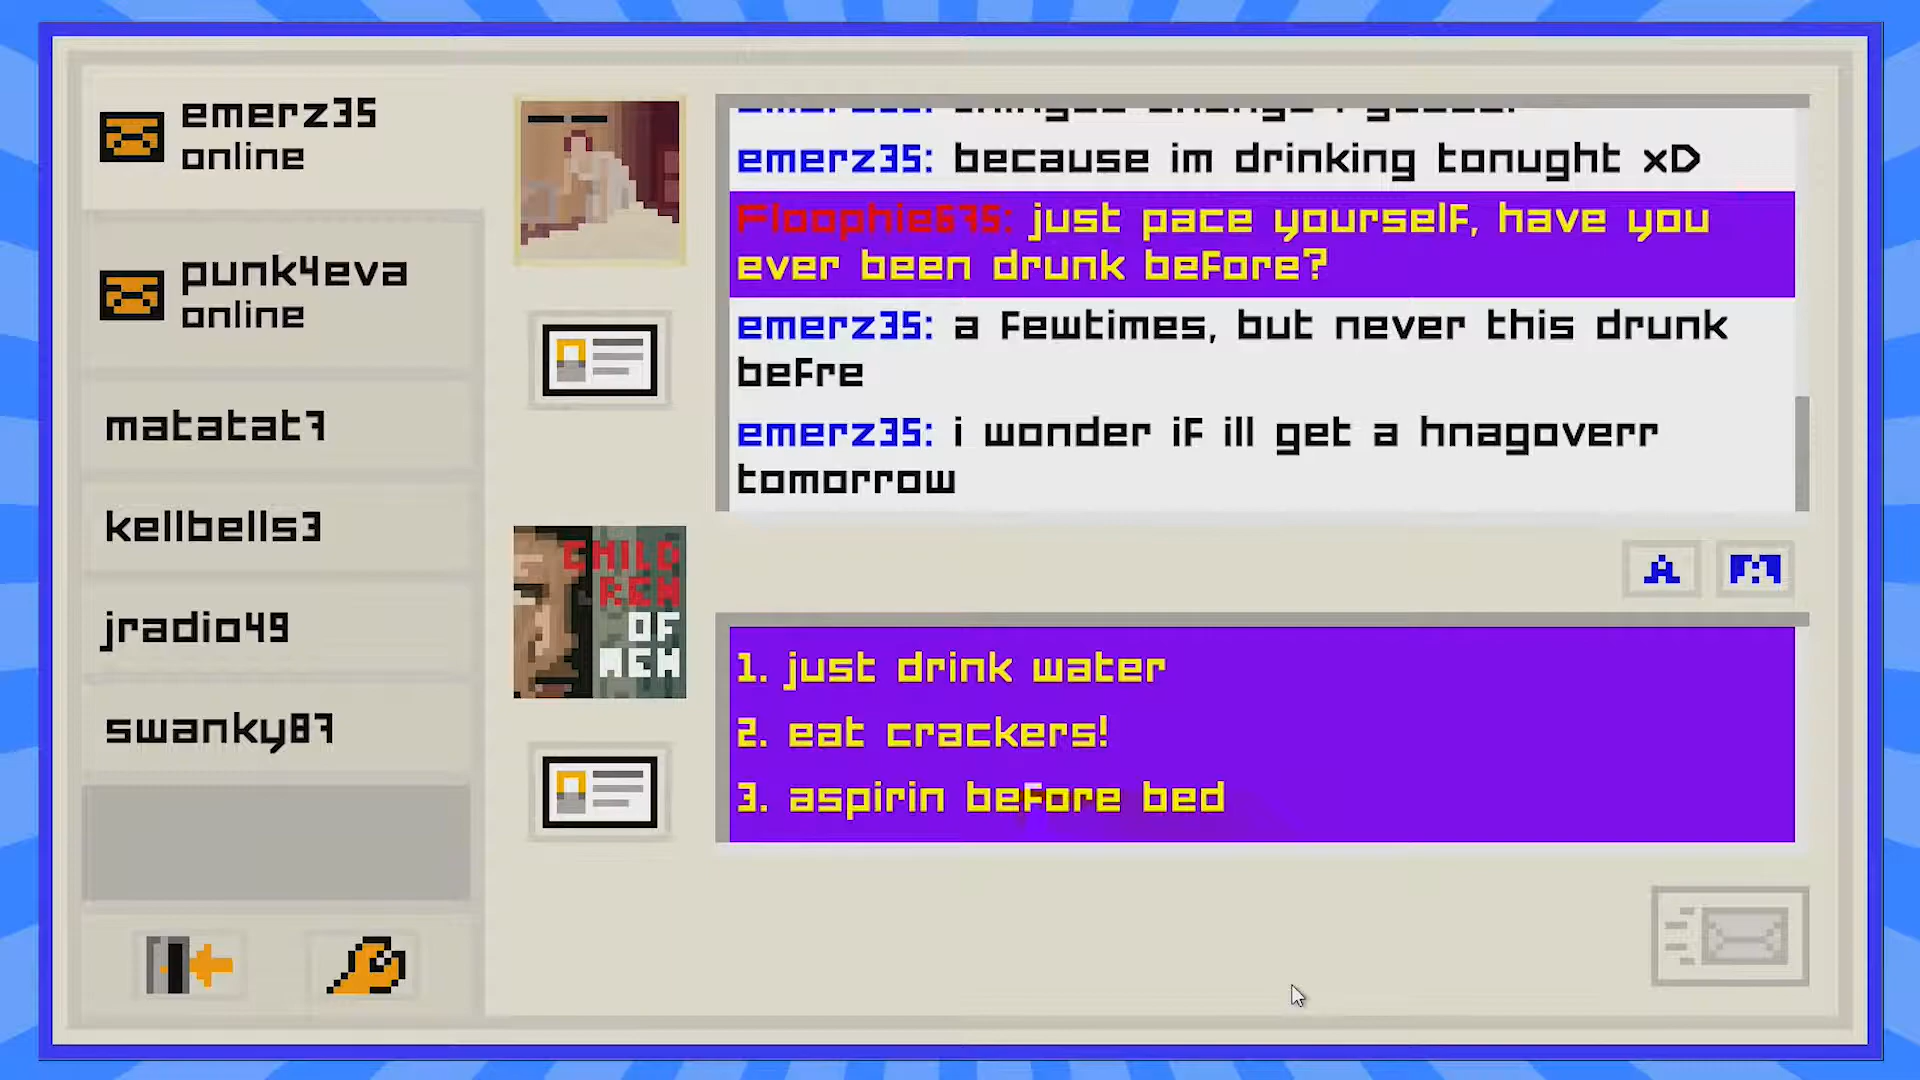 emerz35
online
punk4eva
online
matatat7
kellbells3
jradio49
swanky87
emerz35: because im drinking tonught xD
Floophie675: just pace yourself, have you
ever been drunk before?
emerz35: a fewtimes, but never this drunk
befre
emerz35: i wonder if ill get a hnagoverr
tomorrow
CHILD
REN
OF
MEN
A
1. just drink water
2. eat crackers!
3. aspirin before bed